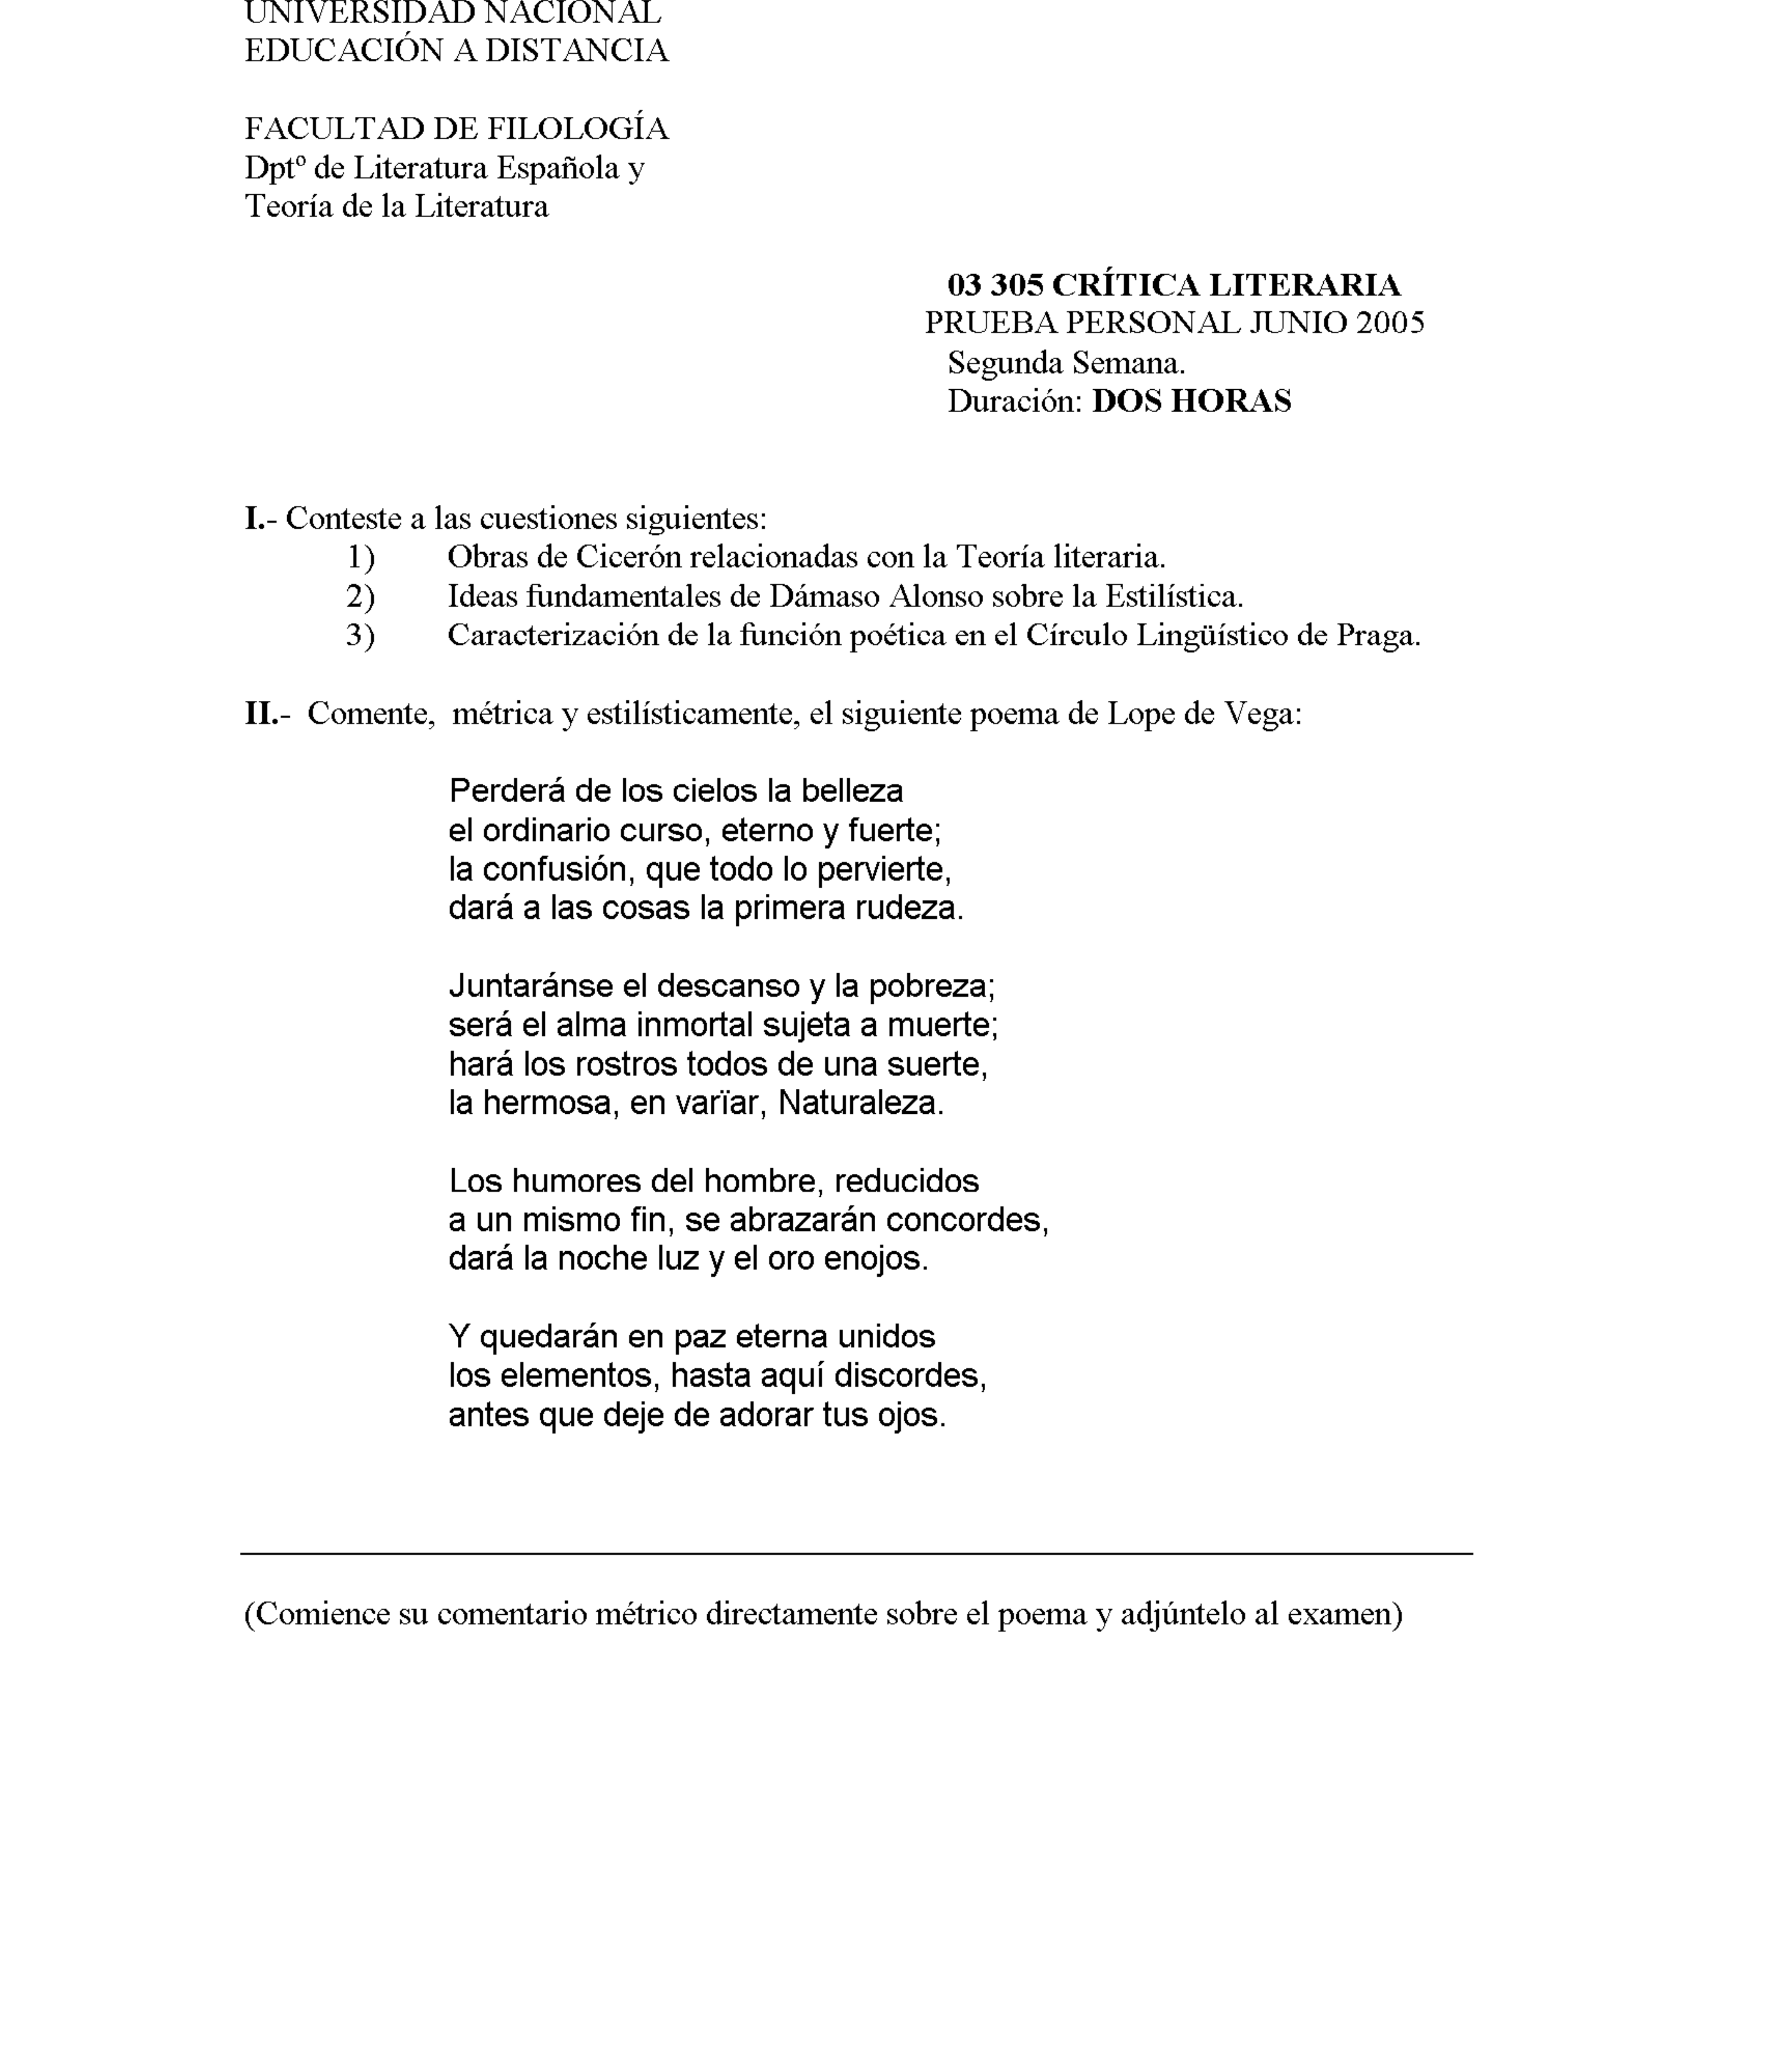 UNIVERSIDAD NACIONAL
EDUCACIÓN A DISTANCIA
FACULTAD DE FILOLOGÍA
Dptº de Literatura Española y
Teoría de la Literatura
03 305 CRÍTICA LITERARIA
PRUEBA PERSONAL JUNIO 2005
Segunda Semana.
Duración: DOS HORAS
I.- Conteste a las cuestiones siguientes:
1) Obras de Cicerón relacionadas con la Teoría literaria.
2) Ideas fundamentales de Dámaso Alonso sobre la Estilística.
3) Caracterización de la función poética en el Círculo Lingüístico de Praga.
II.- Comente, métrica y estilísticamente, el siguiente poema de Lope de Vega:
Perderá de los cielos la belleza
el ordinario curso, eterno y fuerte;
la confusión, que todo lo pervierte,
dará a las cosas la primera rudeza.
Juntaránse el descanso y la pobreza;
será el alma inmortal sujeta a muerte;
hará los rostros todos de una suerte,
la hermosa, en varïar, Naturaleza.
Los humores del hombre, reducidos
a un mismo fin, se abrazarán concordes,
dará la noche luz y el oro enojos.
Y quedarán en paz eterna unidos
los elementos, hasta aquí discordes,
antes que deje de adorar tus ojos.
(Comience su comentario métrico directamente sobre el poema y adjúntelo al examen)